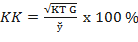 KK = √KT G / ў x 100 %